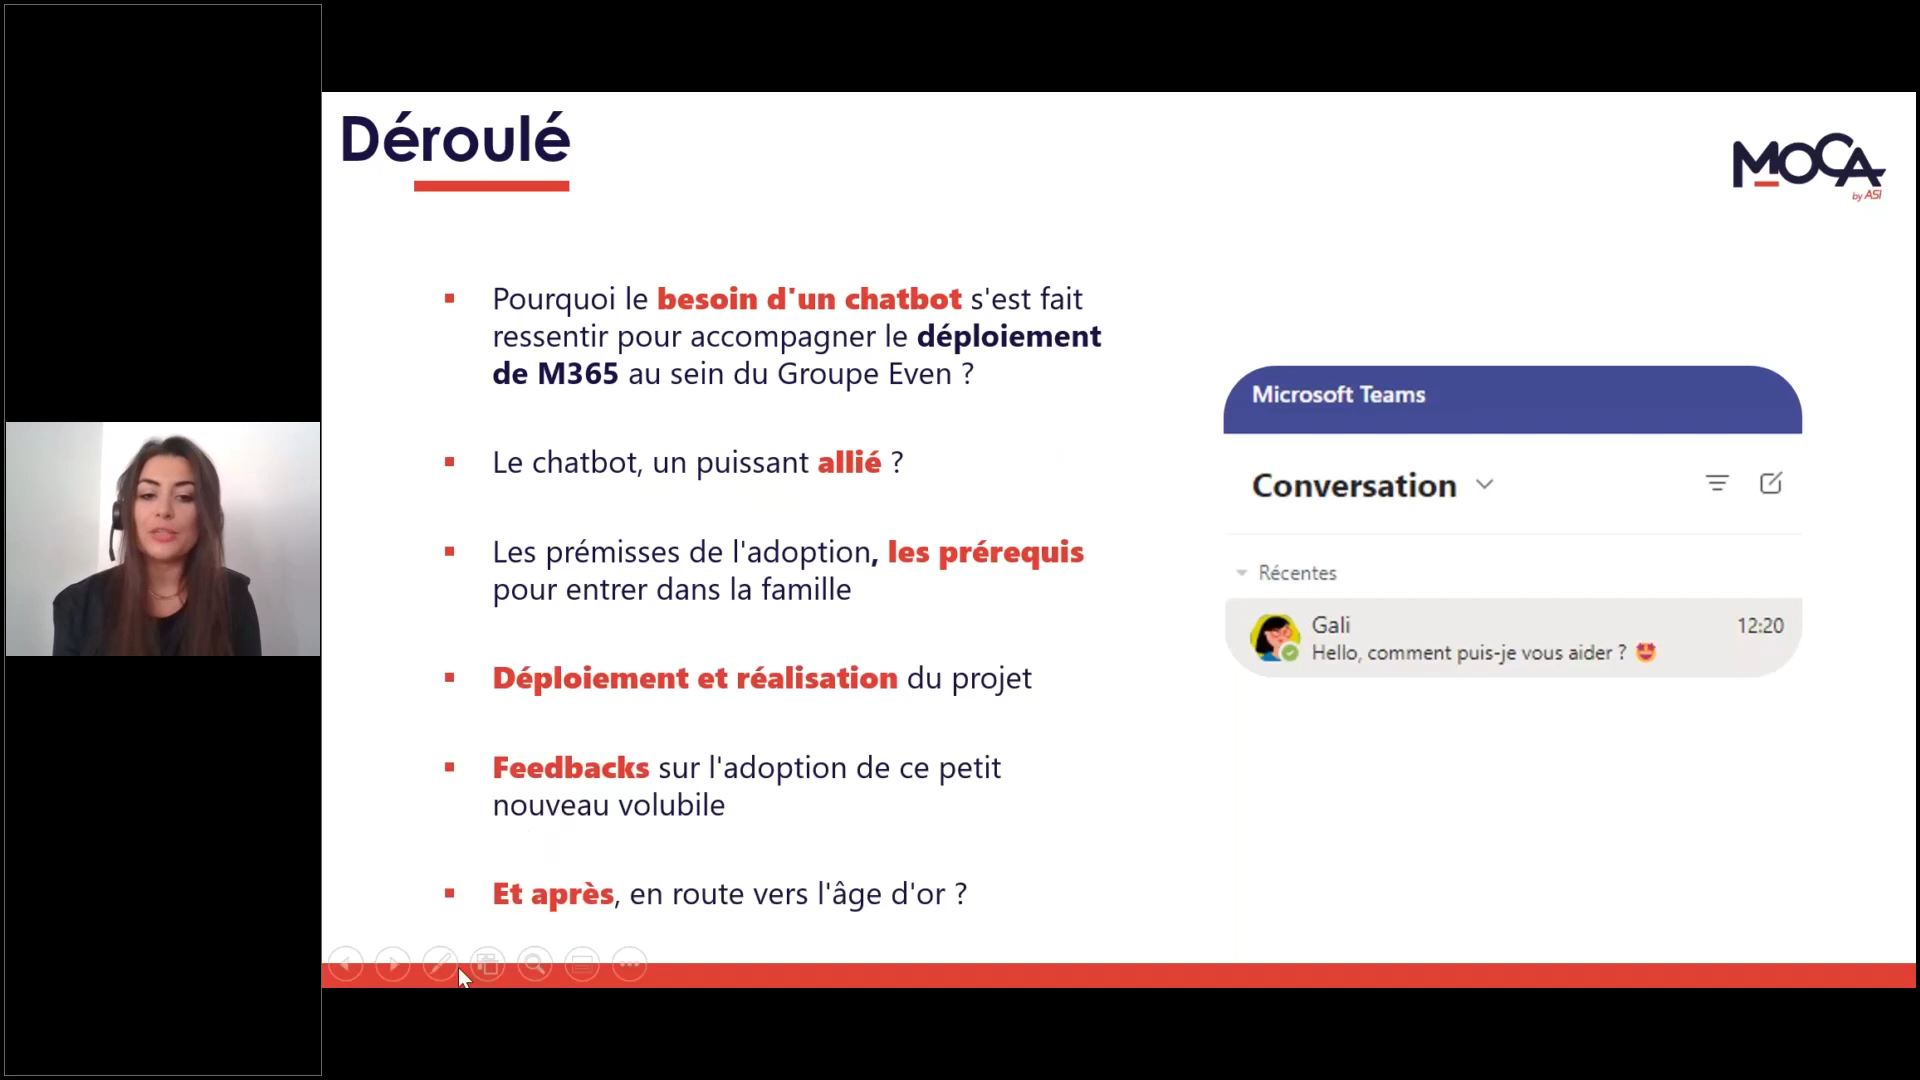 Déroulé
MOCA
by ASI
Pourquoi le besoin d'un chatbot s'est fait
ressentir pour accompagner le déploiement
de M365 au sein du Groupe Even ?
Le chatbot, un puissant allié ?
Les prémisses de l'adoption, les prérequis
pour entrer dans la famille
Déploiement et réalisation du projet
Feedbacks sur l'adoption de ce petit
nouveau volubile
Et après, en route vers l'âge d'or ?
Microsoft Teams
Conversation
Récentes
Gali 12:20
Hello, comment puis-je vous aider ? 🤩